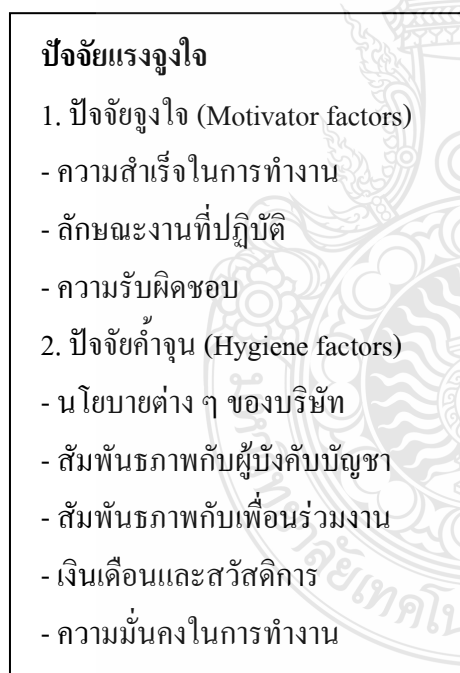 ปัจจัยแรงจูงใจ
1. ปัจจัยจูงใจ (Motivator factors)
- ความสำเร็จในการทำงาน
- ลักษณะงานที่ปฏิบัติ
- ความรับผิดชอบ
2. ปัจจัยค้ำจุน (Hygiene factors)
- นโยบายต่าง ๆ ของบริษัท
- สัมพันธภาพกับผู้บังคับบัญชา
- สัมพันธภาพกับเพื่อนร่วมงาน
- เงินเดือนและสวัสดิการ
- ความมั่นคงในการทำงาน